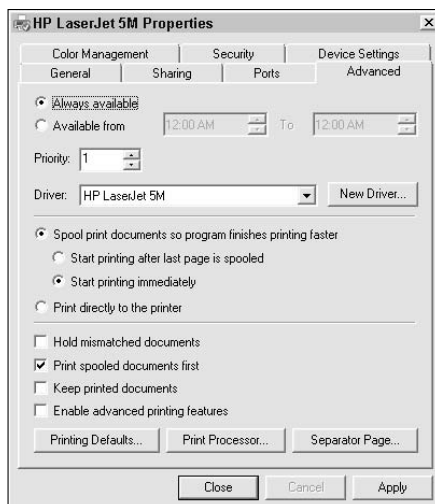 HP LaserJet 5M Properties
Color Management Security Device Settings
General Sharing Ports Advanced
Always available
Available from 12:00 AM To 12:00 AM
Priority: 1
Driver: HP LaserJet 5M New Driver...
Spool print documents so program finishes printing faster
Start printing after last page is spooled
Start printing immediately
Print directly to the printer
Hold mismatched documents
Print spooled documents first
Keep printed documents
Enable advanced printing features
Printing Defaults... Print Processor... Separator Page...
Close Cancel Apply